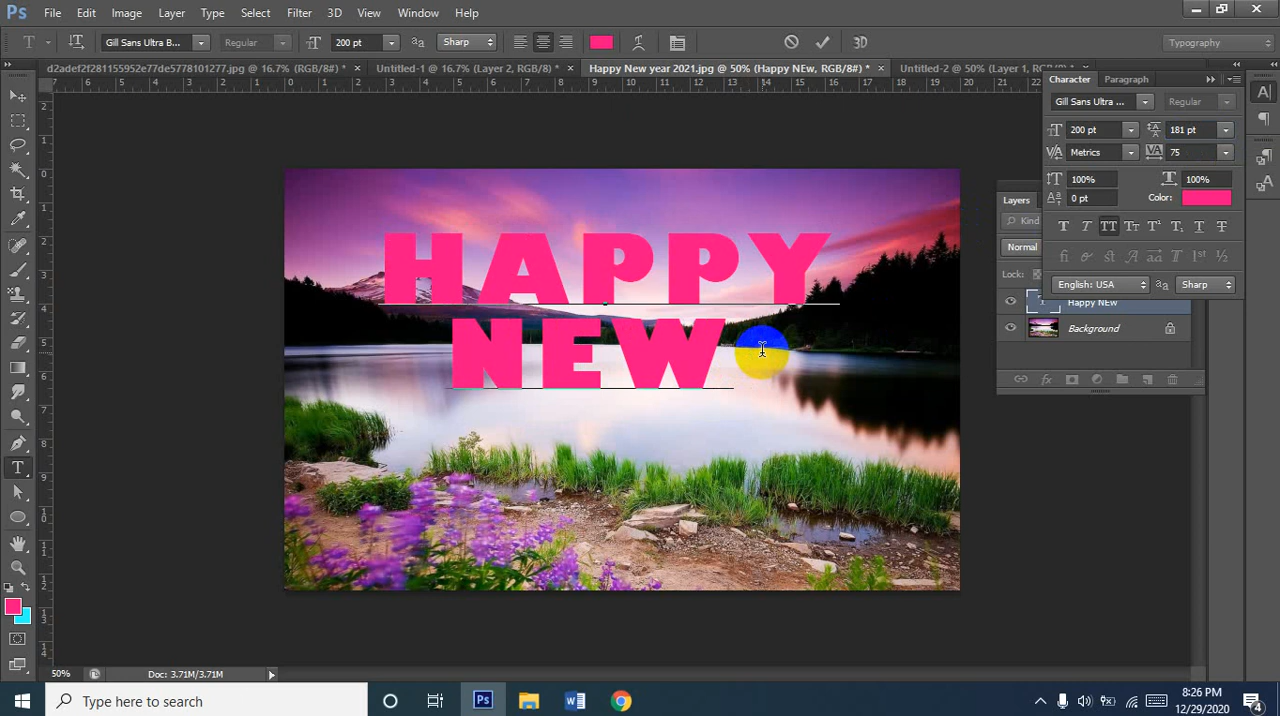 Ps File Edit Image Layer Type Select Filter 3D View Window Help
Gill Sans Ultra B... Regular 200 pt Sharp 3D Typography
d2adef2f281155952e77de5778101277.jpg @ 16.7% (RGB/8#) * × Untitled-1 @ 16.7% (Layer 2, RGB/8) * × Happy New year 2021.jpg @ 50% (Happy NEw, RGB/8#) * × Untitled-2 @ 50% (Layer 1,
Character Paragraph
Gill Sans Ultra ... Regular
200 pt 181 pt
Metrics 75
100% 100%
0 pt Color:
English: USA Sharp
Layers
Kind
Normal
Lock:
Happy NEw
Background
HAPPY
NEW
50% Doc: 3.71M/3.71M
Type here to search
8:26 PM
12/29/2020
4